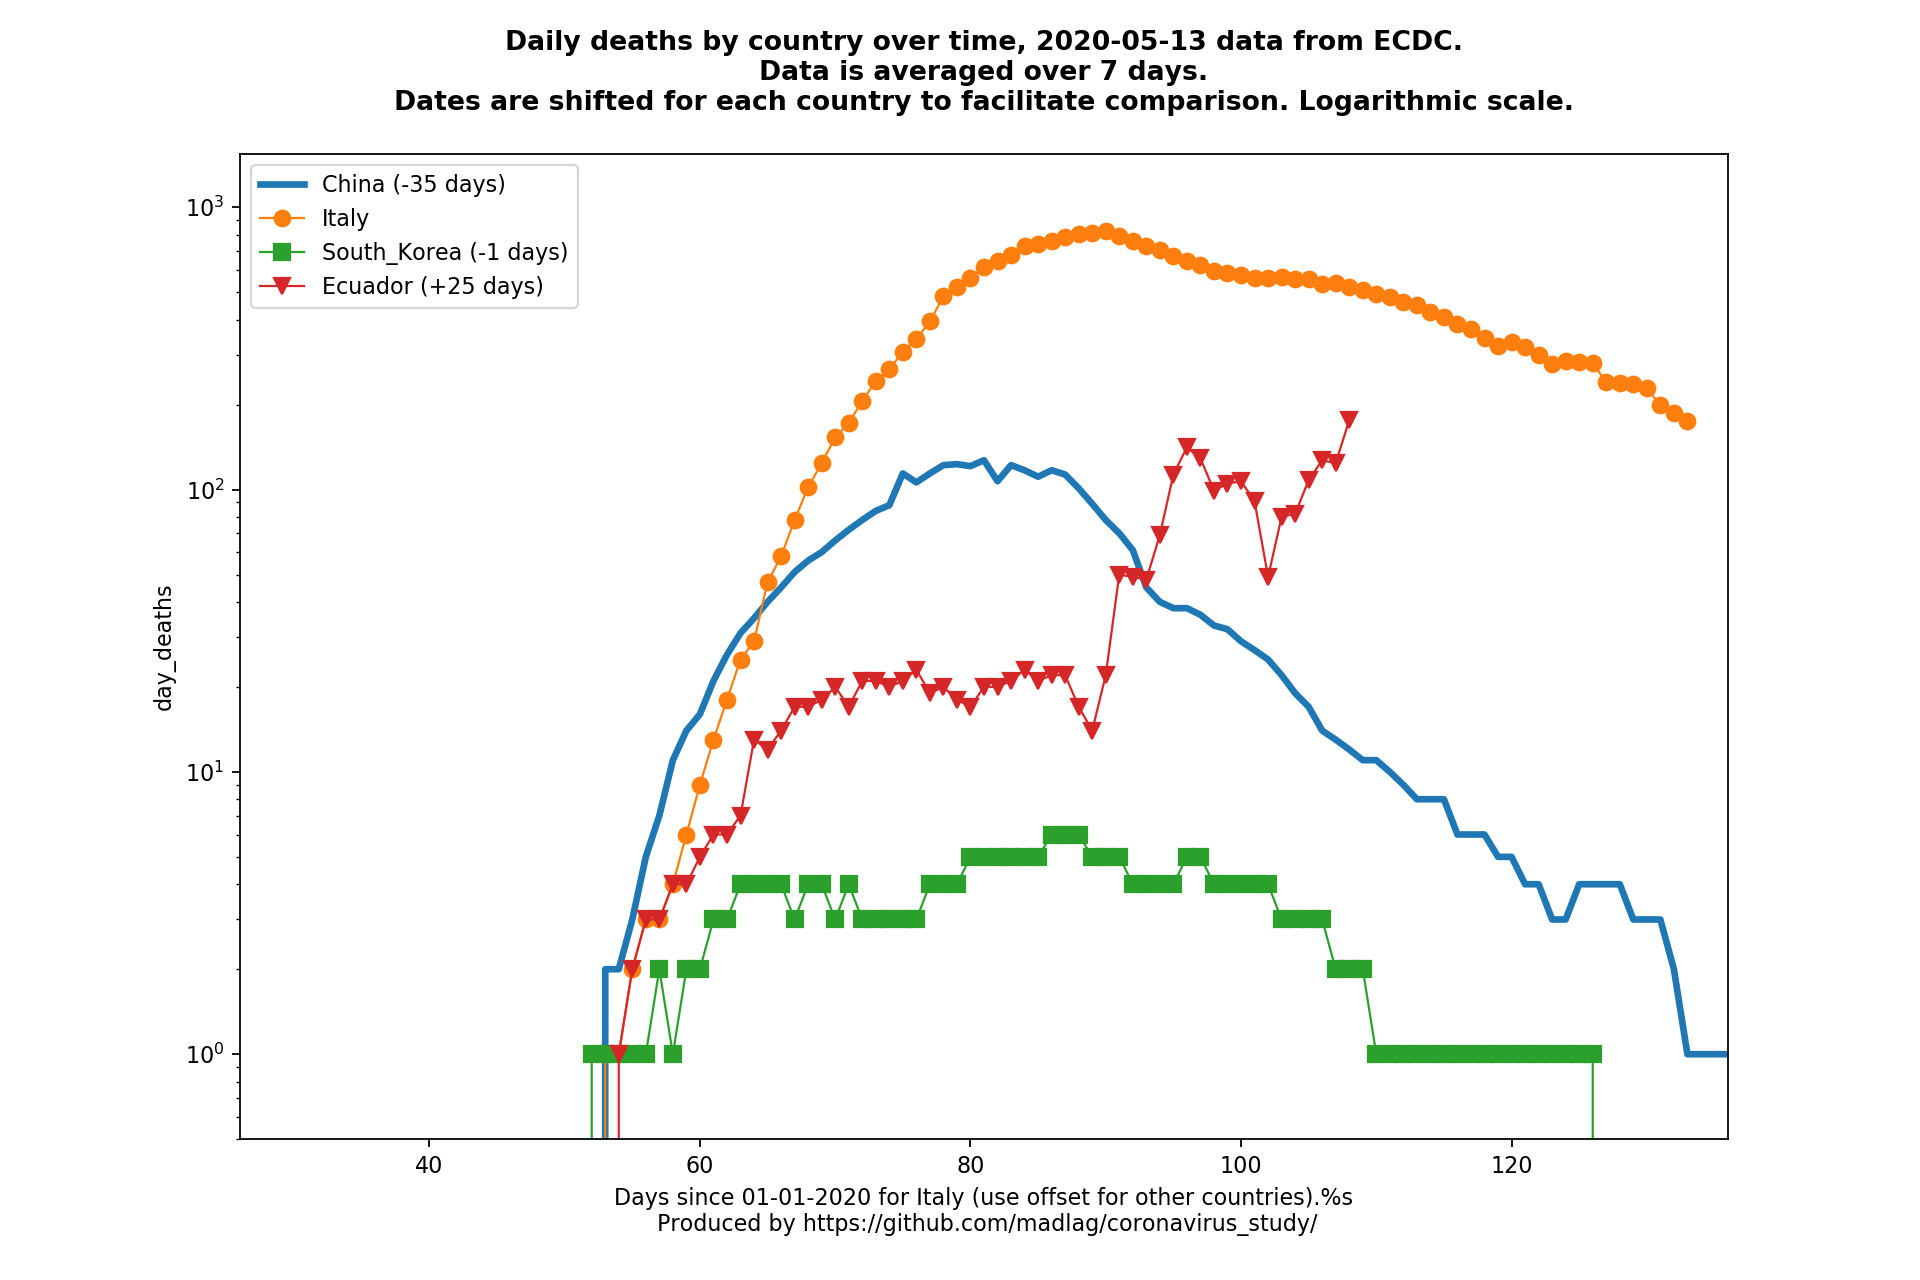 Daily deaths by country over time, 2020-05-13 data from ECDC.
Data is averaged over 7 days.
Dates are shifted for each country to facilitate comparison. Logarithmic scale.
China (-35 days)
Italy
South_Korea (-1 days)
Ecuador (+25 days)
10³
10²
10¹
10⁰
day_deaths
40 60 80 100 120
Days since 01-01-2020 for Italy (use offset for other countries).%s
Produced by https://github.com/madlag/coronavirus_study/